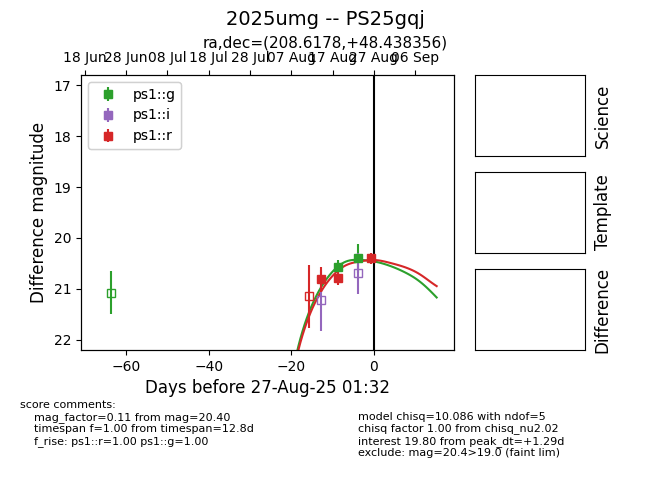 2025umg -- PS25gqj
ra,dec=(208.6178,+48.438356)
18 Jun 28 Jun 08 Jul 18 Jul 28 Jul 07 Aug 17 Aug 27 Aug 06 Sep
17
18
19
20
21
22
Difference magnitude
ps1::g
ps1::i
ps1::r
−60 −40 −20 0
Days before 27-Aug-25 01:32
Science
Template
Difference
score comments:
mag_factor=0.11 from mag=20.40
timespan f=1.00 from timespan=12.8d
f_rise: ps1::r=1.00 ps1::g=1.00
model chisq=10.086 with ndof=5
chisq factor 1.00 from chisq_nu2.02
interest 19.80 from peak_dt=+1.29d
exclude: mag=20.4>19.0 (faint lim)